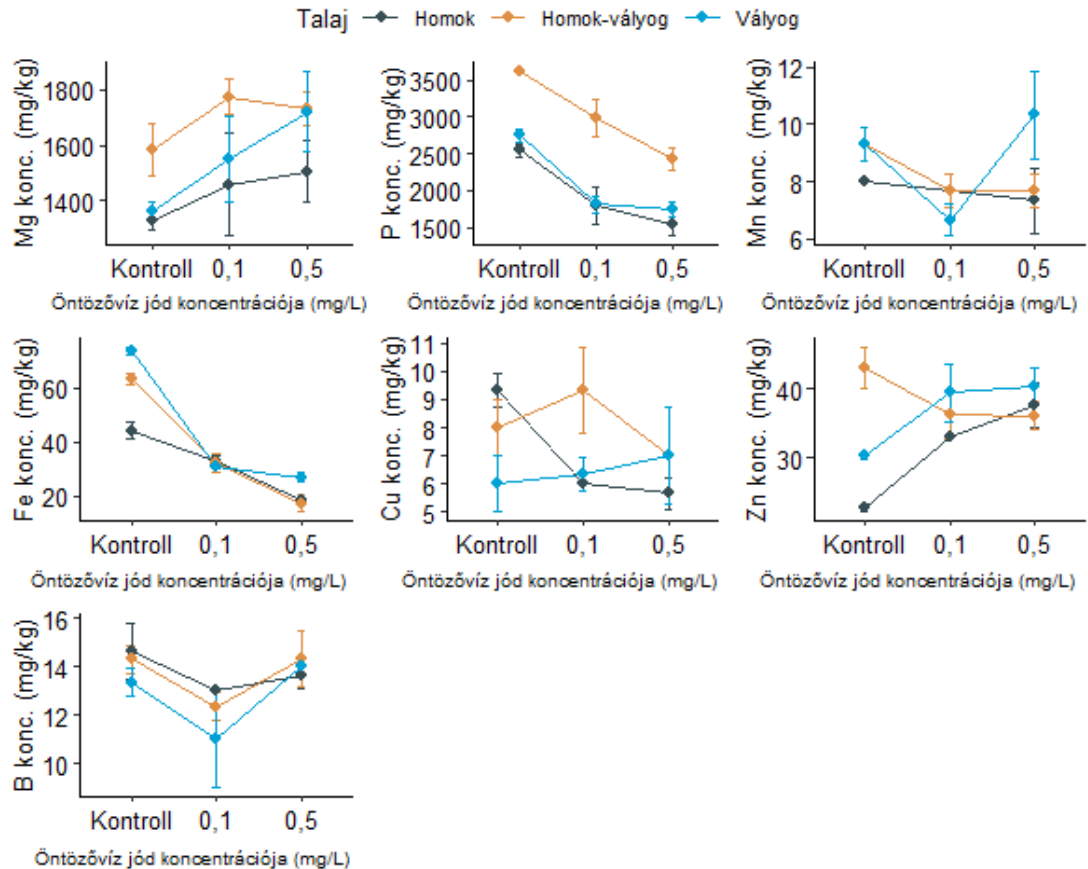 Talaj Homok Homok-vályog Vályog
Mg konc. (mg/kg)
1800
1600
1400
Kontroll 0,1 0,5
Öntözővíz jód koncentrációja (mg/L)
P konc. (mg/kg)
3500
3000
2500
2000
1500
Kontroll 0,1 0,5
Öntözővíz jód koncentrációja (mg/L)
Mn konc. (mg/kg)
12
10
8
6
Kontroll 0,1 0,5
Öntözővíz jód koncentrációja (mg/L)
Fe konc. (mg/kg)
60
40
20
Kontroll 0,1 0,5
Öntözővíz jód koncentrációja (mg/L)
Cu konc. (mg/kg)
11
10
9
8
7
6
5
Kontroll 0,1 0,5
Öntözővíz jód koncentrációja (mg/L)
Zn konc. (mg/kg)
40
30
Kontroll 0,1 0,5
Öntözővíz jód koncentrációja (mg/L)
B konc. (mg/kg)
16
14
12
10
Kontroll 0,1 0,5
Öntözővíz jód koncentrációja (mg/L)